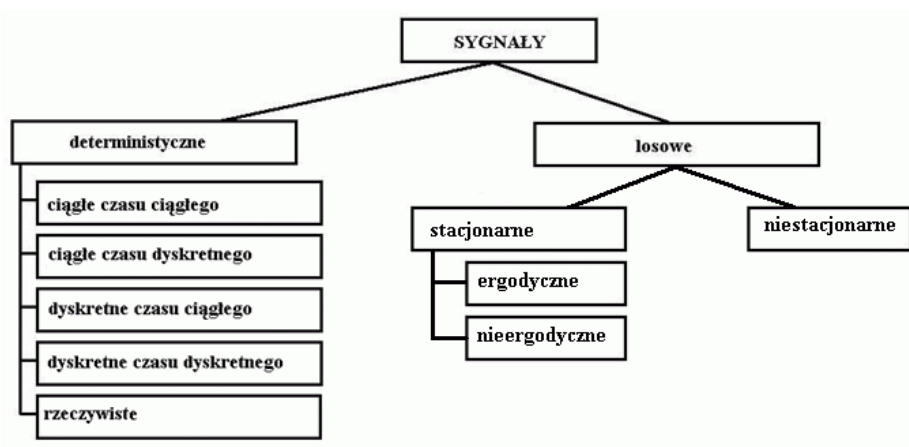 SYGNAŁY
deterministyczne
ciągłe czasu ciągłego
ciągłe czasu dyskretnego
dyskretne czasu ciągłego
dyskretne czasu dyskretnego
rzeczywiste
losowe
stacjonarne
ergodyczne
nieergodyczne
niestacjonarne